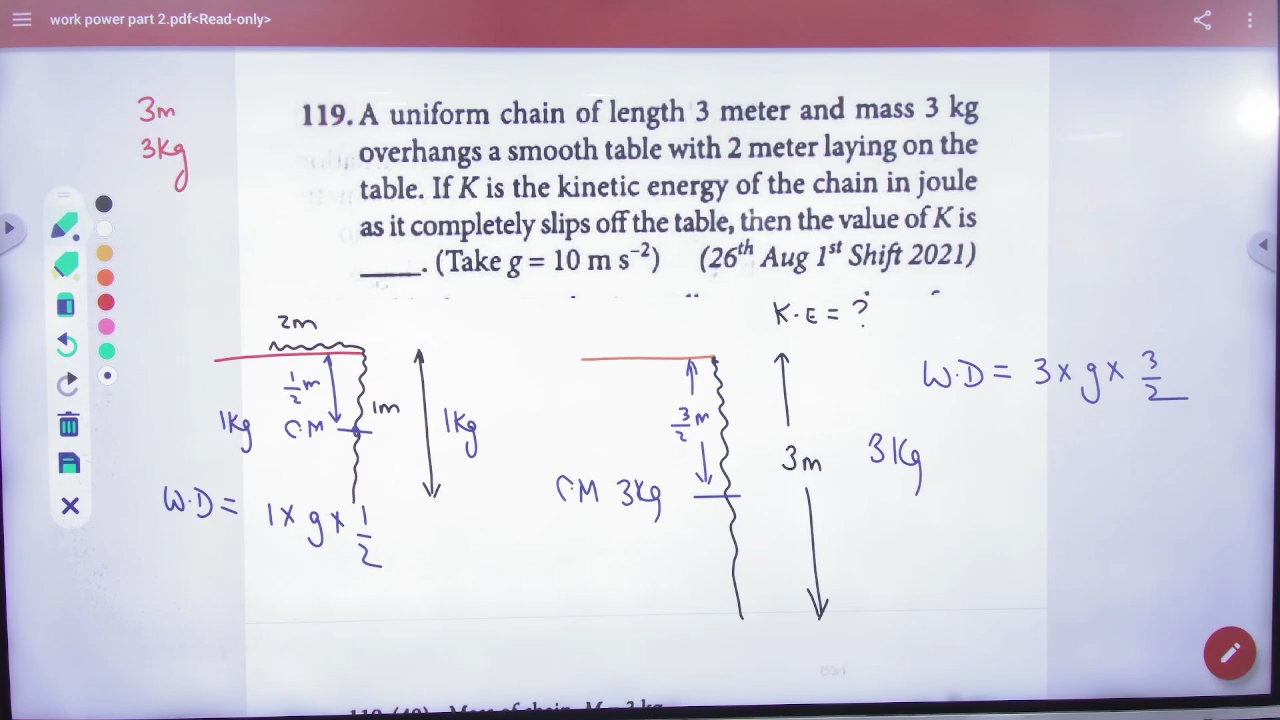 work power part 2.pdf<Read-only>
3m
3Kg
119. A uniform chain of length 3 meter and mass 3 kg
overhangs a smooth table with 2 meter laying on the
table. If K is the kinetic energy of the chain in joule
as it completely slips off the table, then the value of K is
____. (Take g = 10 m s⁻²) (26th Aug 1st Shift 2021)
K.E = ?
2m
1/2 m
1m
1Kg
C.M
1Kg
W.D = 1 x g x 1/2
3/2 m
C.M 3Kg
3m
3Kg
W.D = 3 x g x 3/2